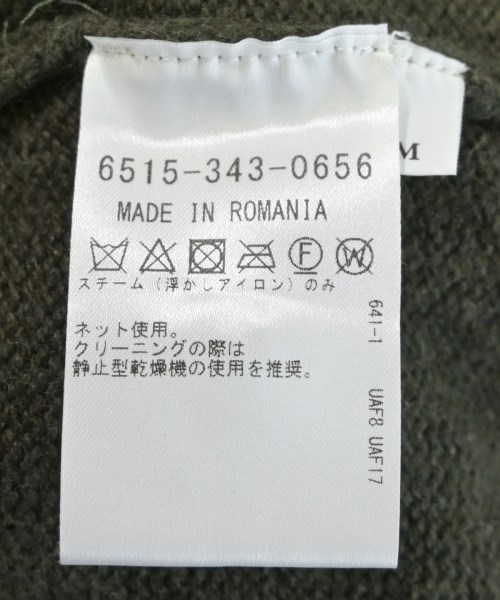 6515-343-0656
M
MADE IN ROMANIA
F W
スチーム（浮かしアイロン）のみ
ネット使用。
クリーニングの際は
静止型乾燥機の使用を推奨。
641-1
UAF8 UAF17